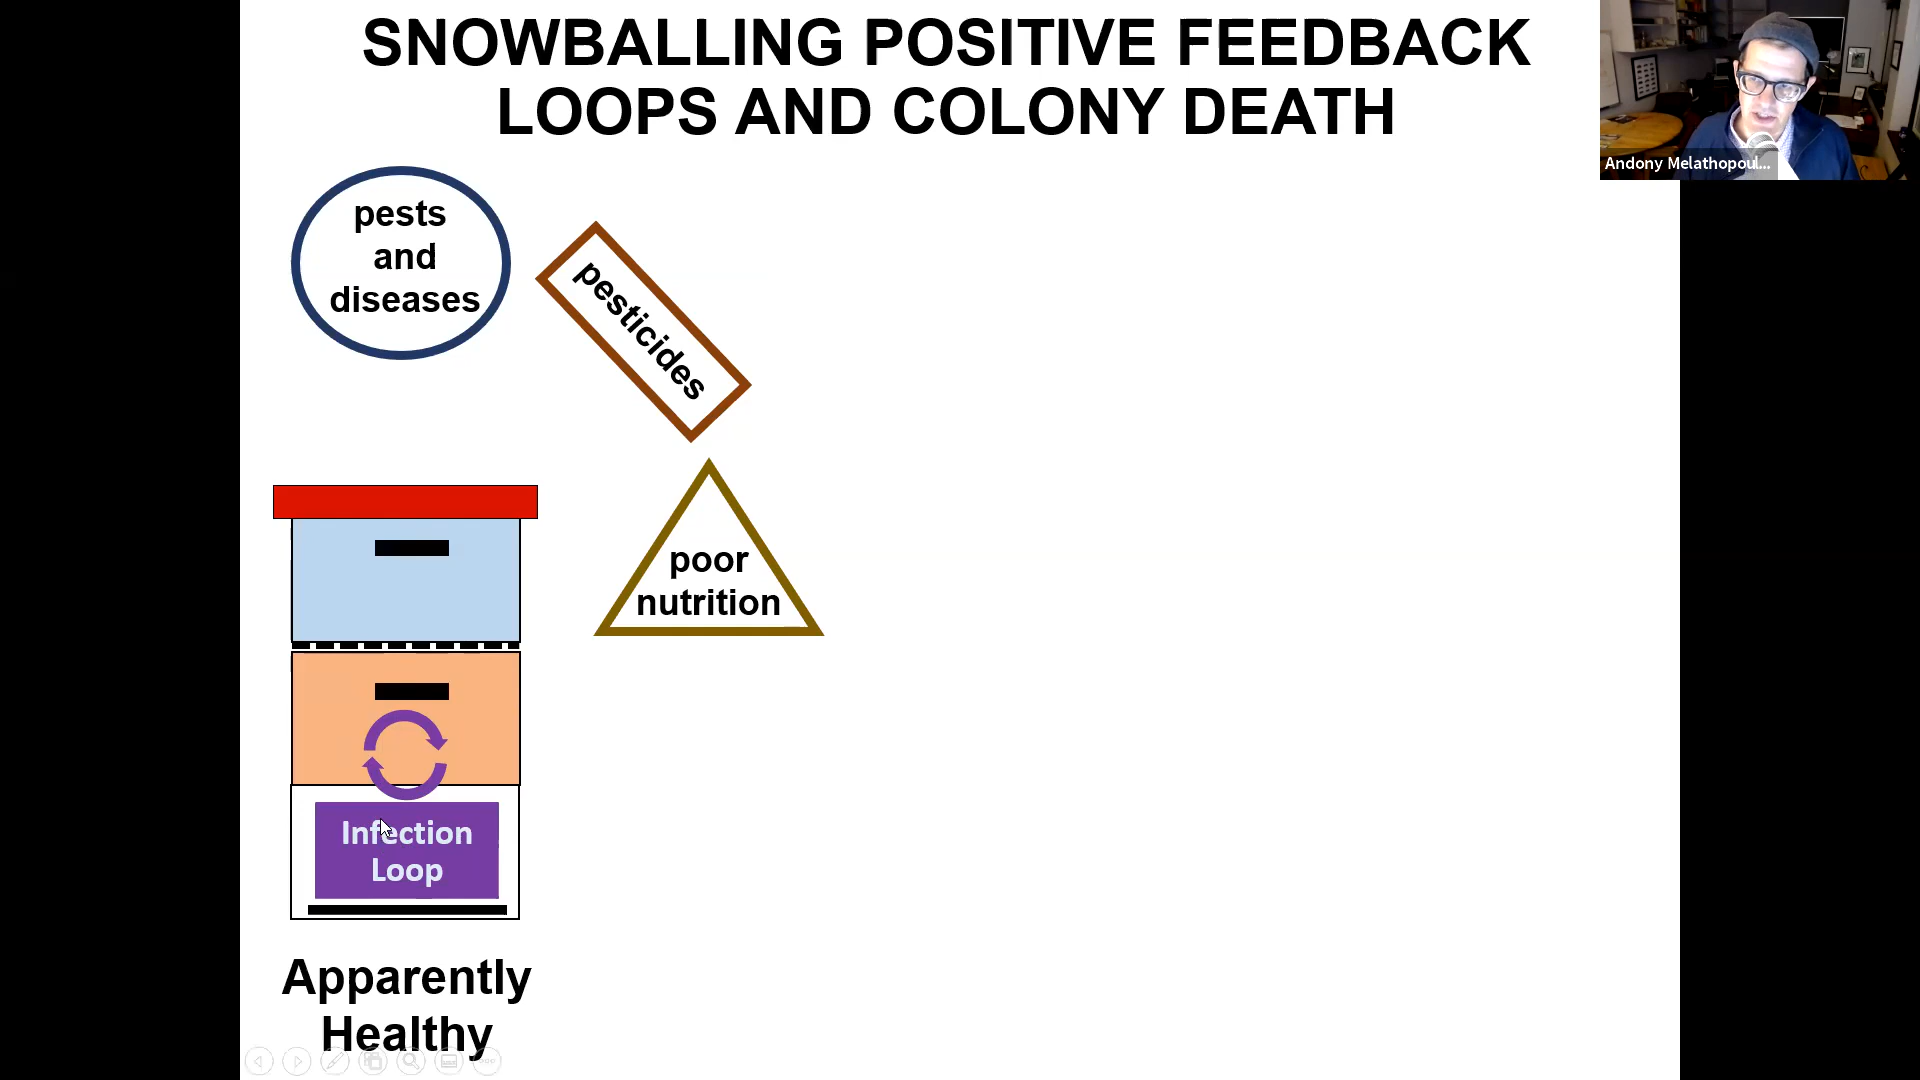 SNOWBALLING POSITIVE FEEDBACK
LOOPS AND COLONY DEATH
Andony Melathopoul...
pests
and
diseases
pesticides
poor
nutrition
Infection
Loop
Apparently
Healthy